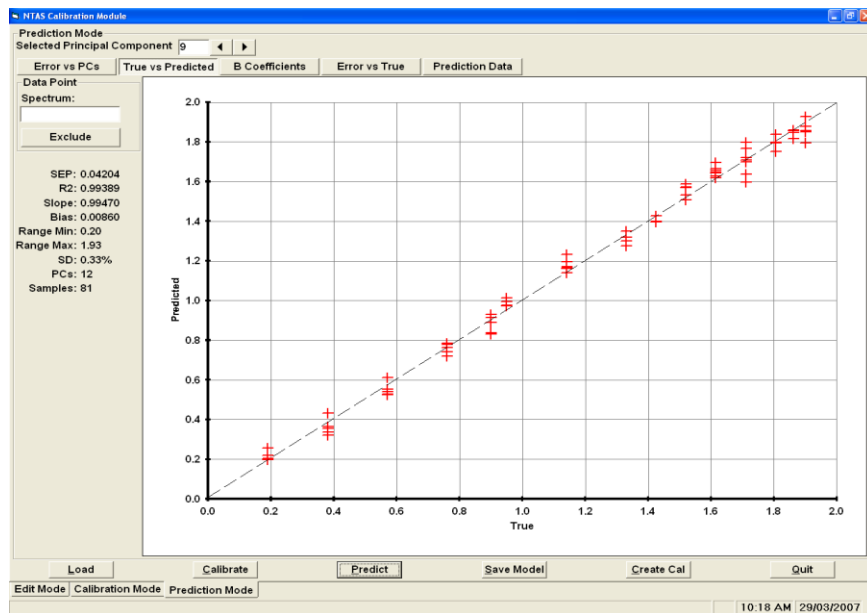 NTAS Calibration Module
Prediction Mode
Selected Principal Component 9
Error vs PCs True vs Predicted B Coefficients Error vs True Prediction Data
Data Point
Spectrum:
Exclude
SEP: 0.04204
R2: 0.99389
Slope: 0.99470
Bias: 0.00860
Range Min: 0.20
Range Max: 1.93
SD: 0.33%
PCs: 12
Samples: 81
Predicted
2.0
1.8
1.6
1.4
1.2
1.0
0.8
0.6
0.4
0.2
0.0
0.0 0.2 0.4 0.6 0.8 1.0 1.2 1.4 1.6 1.8 2.0
True
Load Calibrate Predict Save Model Create Cal Quit
Edit Mode Calibration Mode Prediction Mode
10:18 AM 29/03/2007